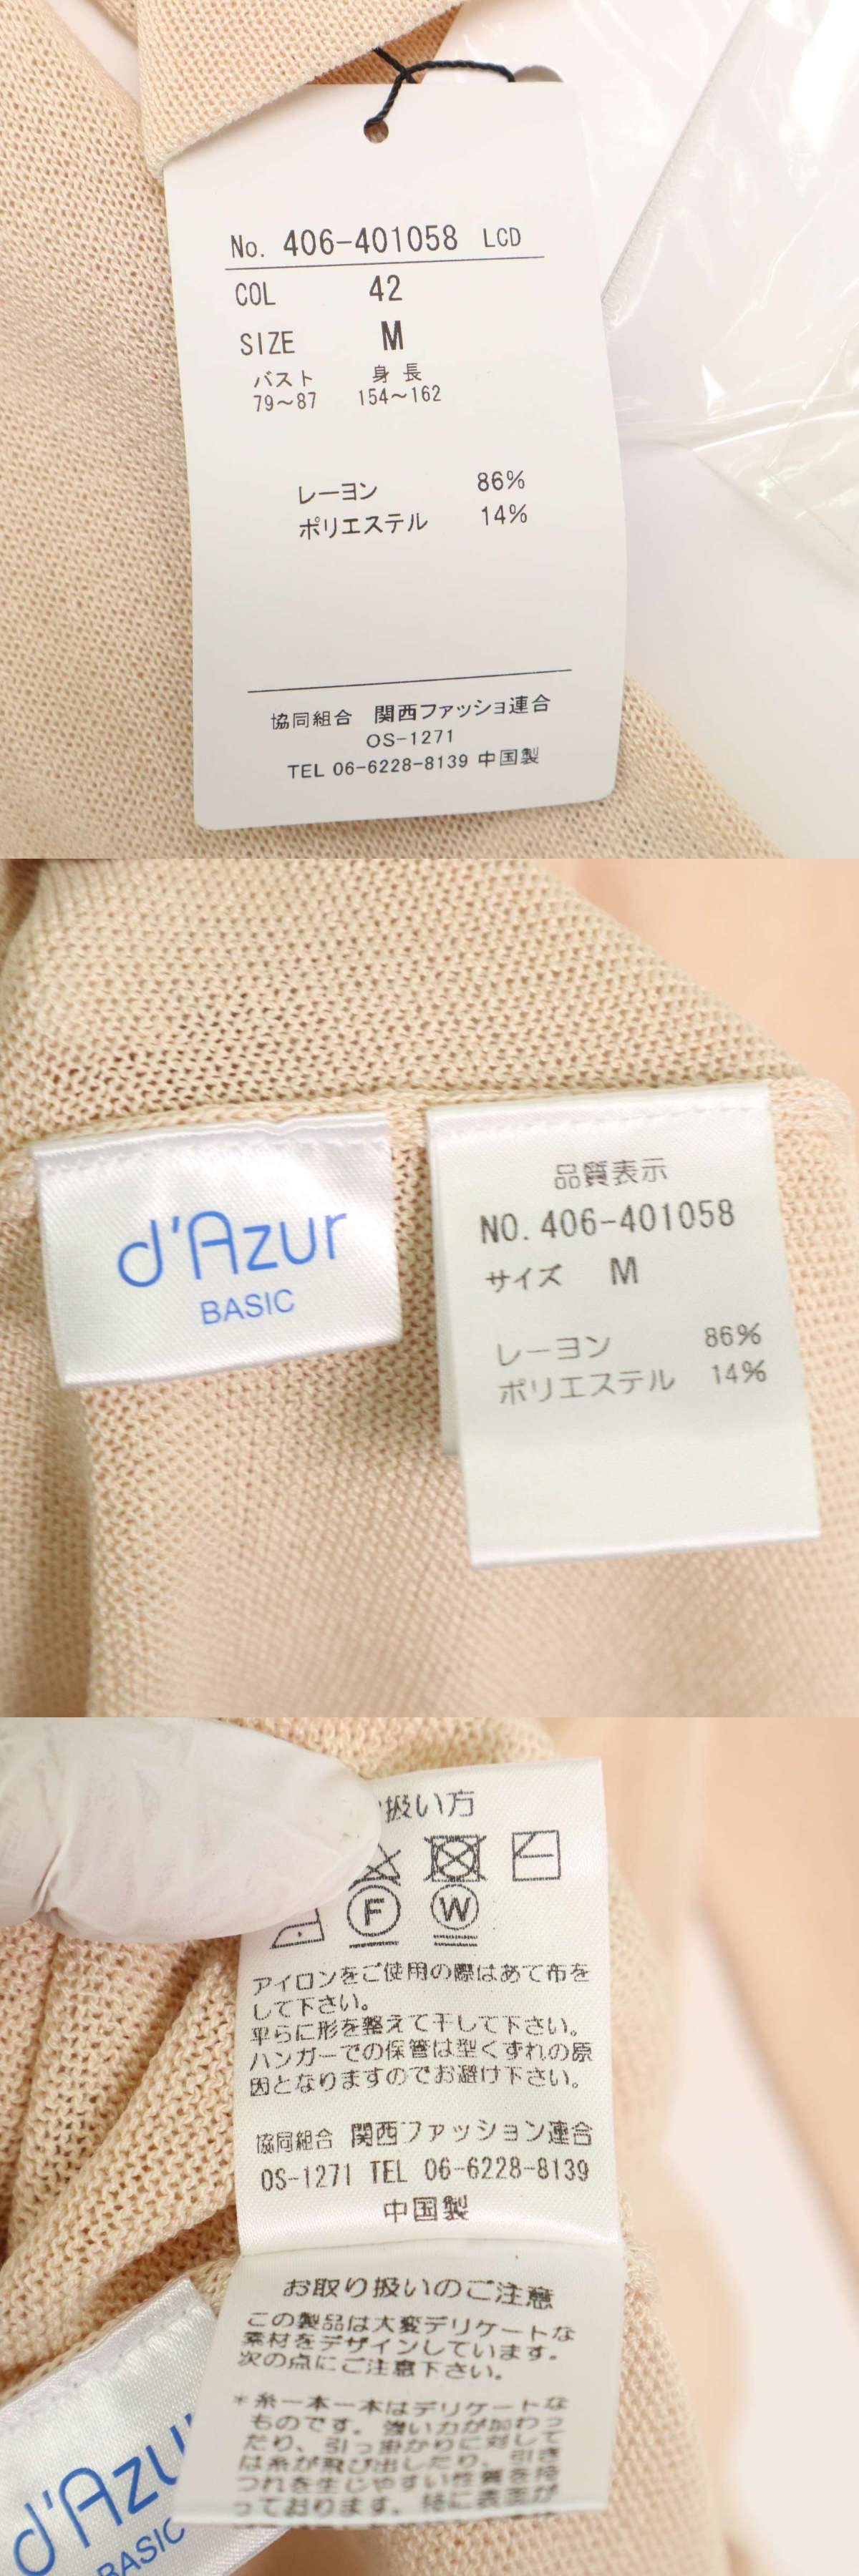 No. 406-401058 LCD
COL 42
SIZE M
バスト 身長
79〜87 154〜162
レーヨン 86%
ポリエステル 14%
協同組合 関西ファッショ連合
OS-1271
TEL 06-6228-8139 中国製
d'Azur
BASIC
品質表示
NO. 406-401058
サイズ M
レーヨン 86%
ポリエステル 14%
扱い方
F W
アイロンをご使用の際はあて布を
して下さい。
平らに形を整えて干して下さい。
ハンガーでの保管は型くずれの原
因となりますのでお避け下さい。
協同組合 関西ファッション連合
OS-1271 TEL 06-6228-8139
中国製
お取り扱いのご注意
この製品は大変デリケートな
素材をデザインしています。
次の点にご注意下さい。
*糸一本一本はデリケートな
ものです。強い力が加わっ
たり、引っ掛かりに対して
は糸が飛び出したり、引き
つれを生じやすい性質を持
っております。特に表面が
d'Azu
BASIC